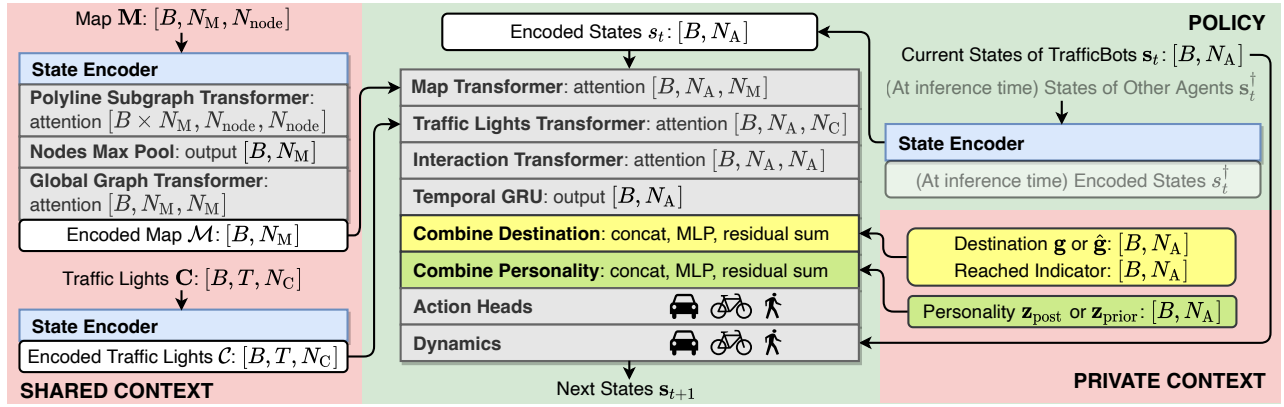 Map M: [B, N_M, N_node]
State Encoder
Polyline Subgraph Transformer:
attention [B × N_M, N_node, N_node]
Nodes Max Pool: output [B, N_M]
Global Graph Transformer:
attention [B, N_M, N_M]
Encoded Map ℳ: [B, N_M]
Traffic Lights C: [B, T, N_C]
State Encoder
Encoded Traffic Lights 𝒞: [B, T, N_C]
SHARED CONTEXT
Encoded States s_t: [B, N_A]
Map Transformer: attention [B, N_A, N_M]
Traffic Lights Transformer: attention [B, N_A, N_C]
Interaction Transformer: attention [B, N_A, N_A]
Temporal GRU: output [B, N_A]
Combine Destination: concat, MLP, residual sum
Combine Personality: concat, MLP, residual sum
Action Heads
Dynamics
Next States s_{t+1}
POLICY
Current States of TrafficBots s_t: [B, N_A]
(At inference time) States of Other Agents s_t^†
State Encoder
(At inference time) Encoded States s_t^†
Destination g or ĝ: [B, N_A]
Reached Indicator: [B, N_A]
Personality z_post or z_prior: [B, N_A]
PRIVATE CONTEXT